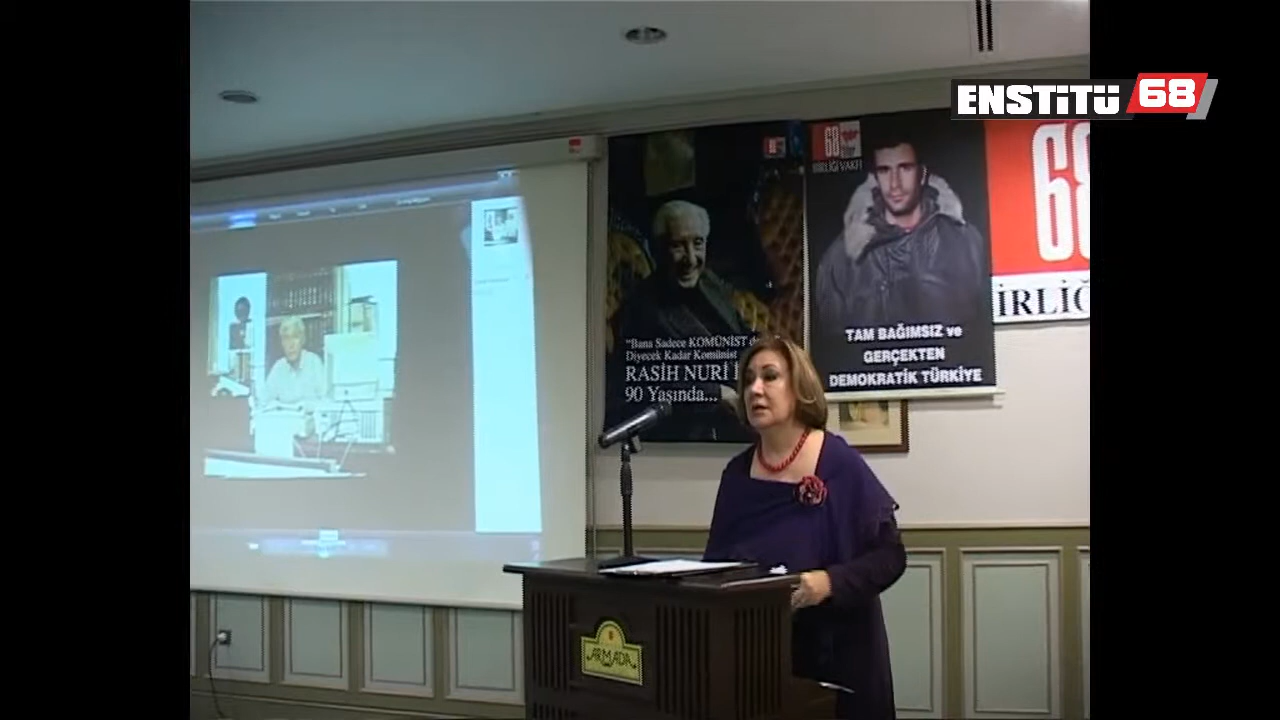 ENSTİTÜ 68
68
BİRLİĞİ VAKFI
68
İRLİĞ
"Bana Sadece KOMÜNİST
Diyecek Kadar Komünist
RASİH NURİ İ
90 Yaşında...
TAM BAĞIMSIZ ve
GERÇEKTEN
DEMOKRATİK TÜRKİYE
ARMADA